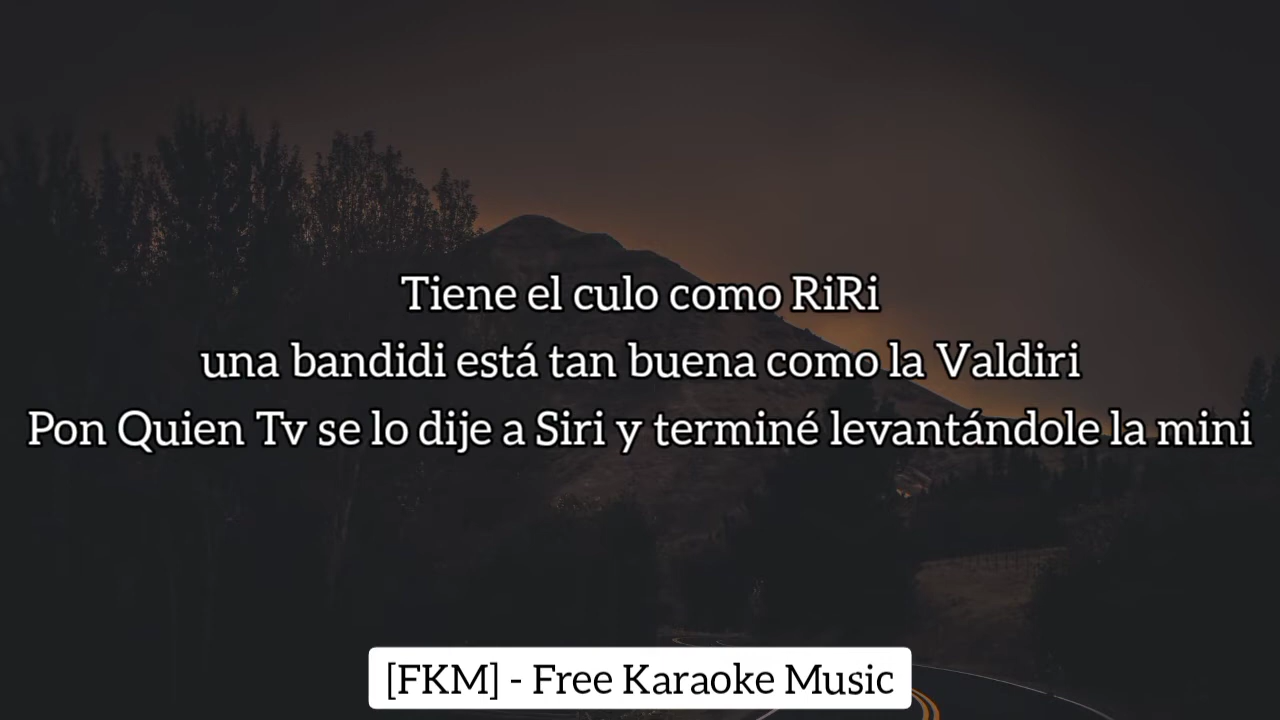 Tiene el culo como RiRi
una bandidi está tan buena como la Valdiri
Pon Quien Tv se lo dije a Siri y terminé levantándole la mini
[FKM] - Free Karaoke Music